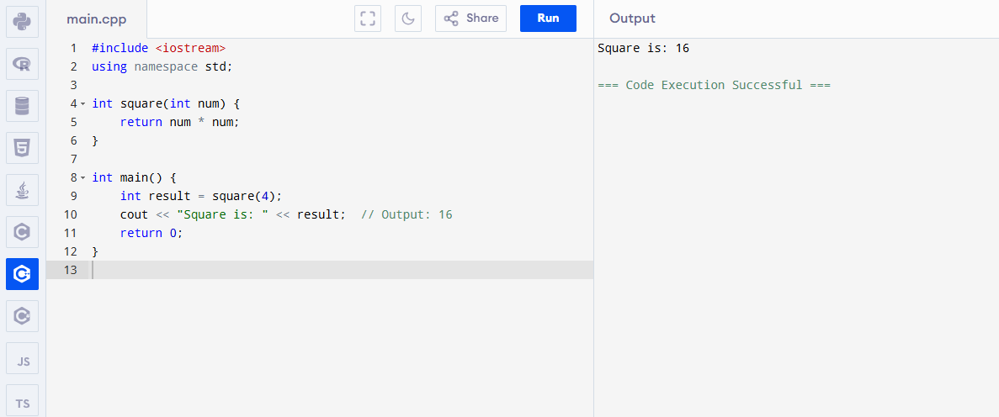 main.cpp
Share
Run
Output
1 #include <iostream>
2 using namespace std;
3
4 int square(int num) {
5     return num * num;
6 }
7
8 int main() {
9     int result = square(4);
10     cout << "Square is: " << result;  // Output: 16
11     return 0;
12 }
13
Square is: 16
=== Code Execution Successful ===
JS
TS